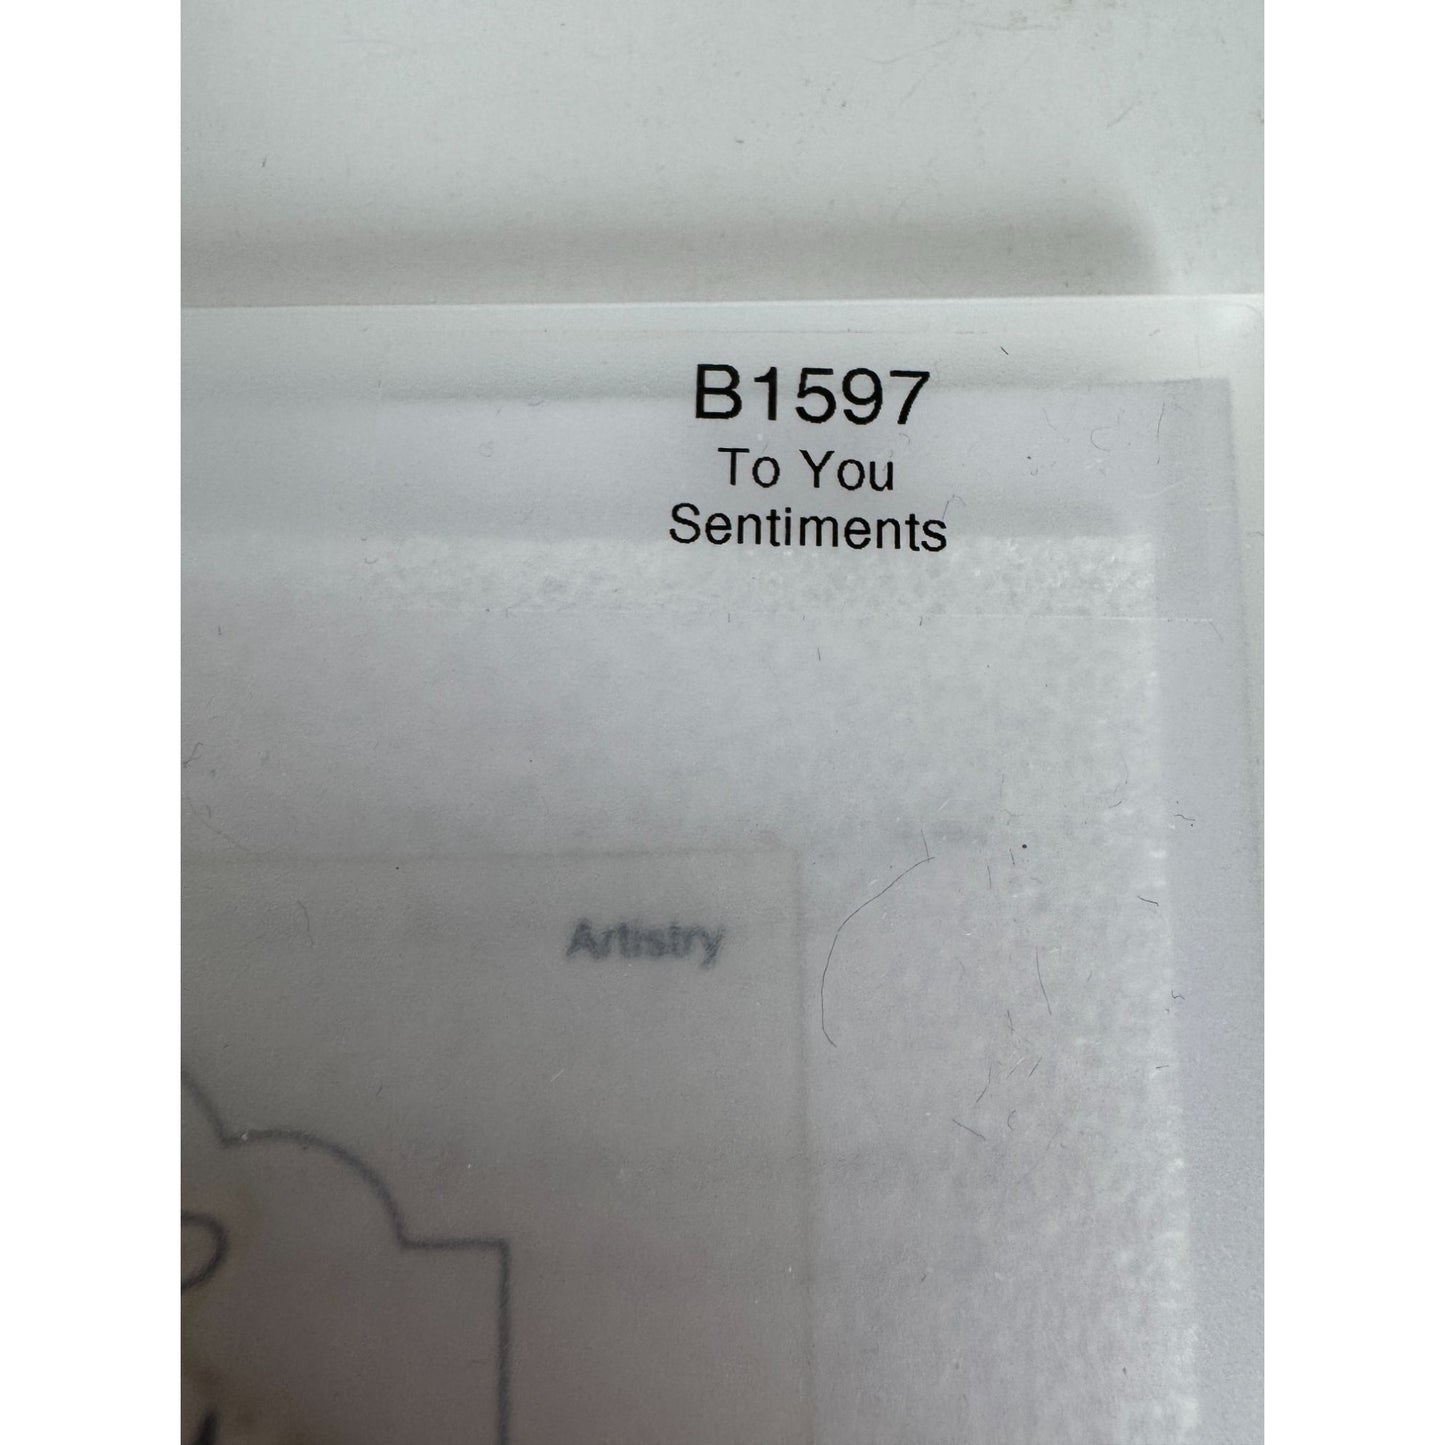 B1597
To You
Sentiments
Artistry